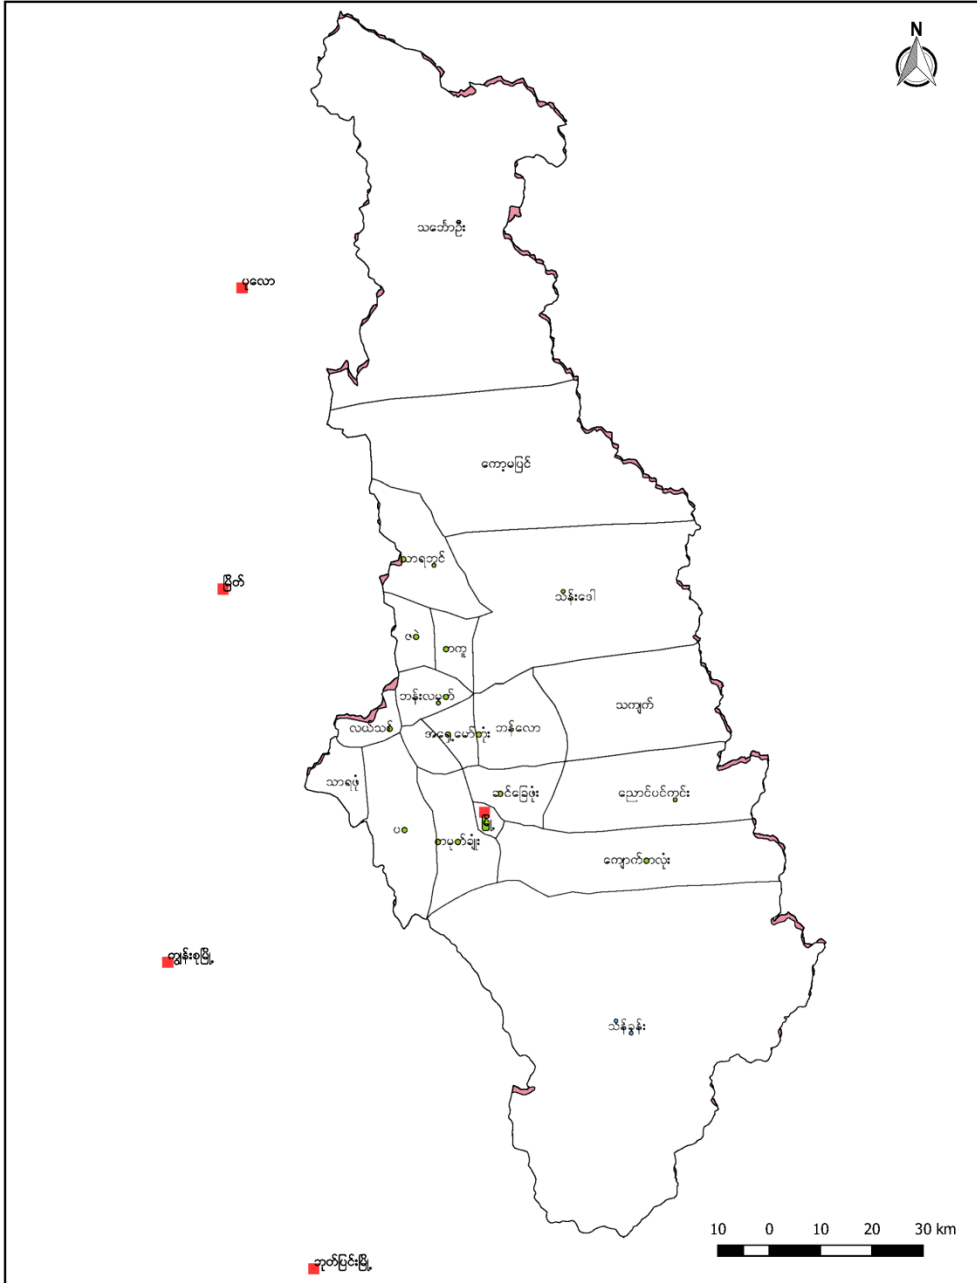 N
သင်္ဘောဦး
ပုလော
ကော့မပြင်
သာရဘွင်
မြိတ်
သိန်းဒေါ
ဇဝဲ
တကူ
ဘန်းလမွတ်
သကျက်
လယ်သစ်
အရှေ့မော်တုံး
ဘန်လော
သာရဖုံ
ဆင်ခြေဖုံး
ညောင်ပင်ကွင်း
မြို့
ပဝ
တမုတ်ချုံး
ကျောက်တလုံး
ကျွန်းစုမြို့
သိန်ခွန်း
10 0 10 20 30 km
ဘုတ်ပြင်းမြို့